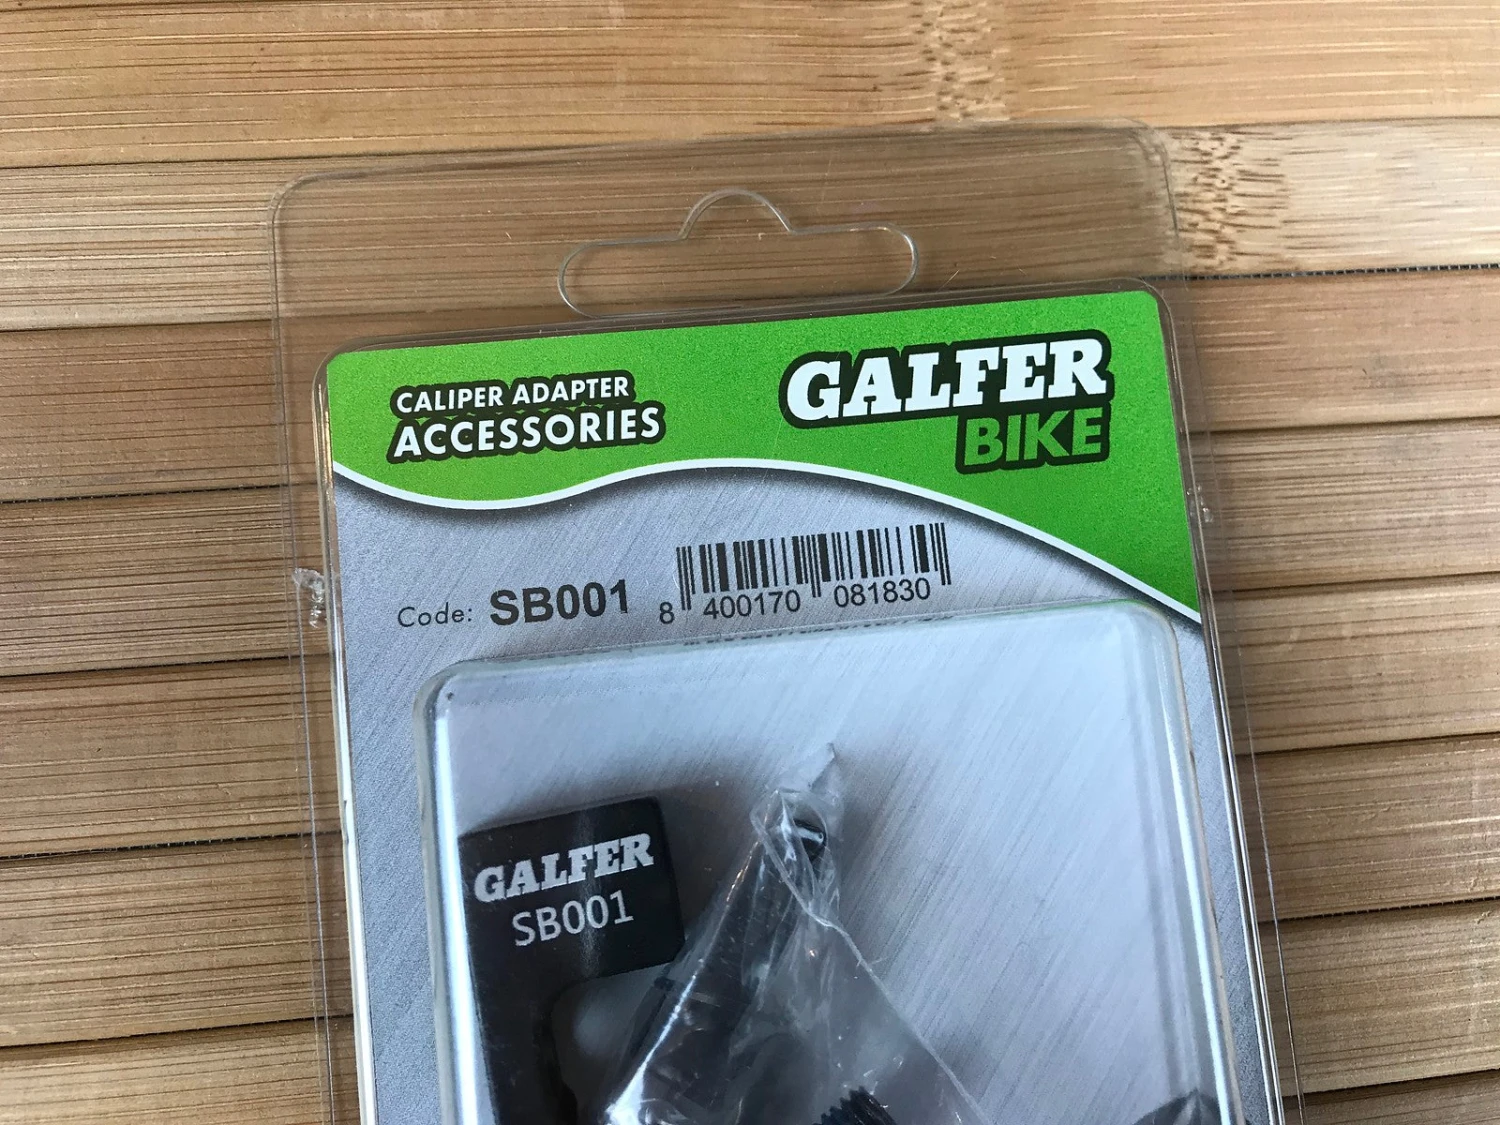 CALIPER ADAPTER
ACCESSORIES
GALFER
BIKE
Code: SB001
8 400170 081830
GALFER
SB001